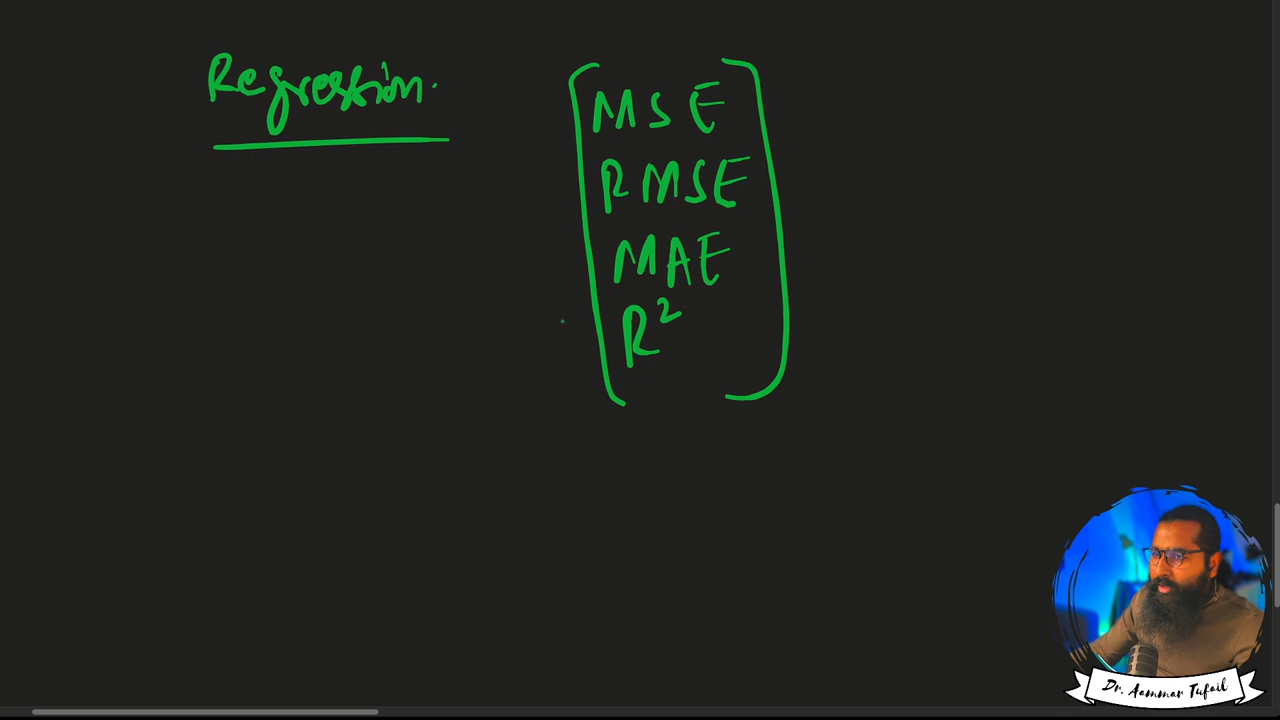 Regression.
MSE
RMSE
MAE
R²
Dr. Aammar Tufail